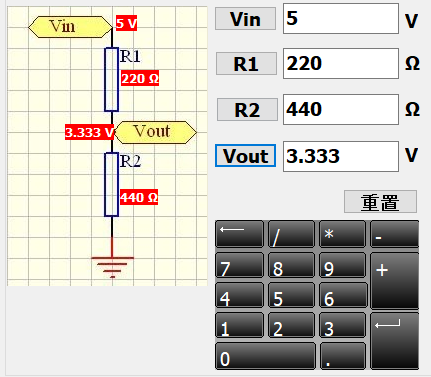 Vin
5 V
R1
220 Ω
3.333 V
Vout
R2
440 Ω
Vin 5 V
R1 220 Ω
R2 440 Ω
Vout 3.333 V
重置
← / * -
7 8 9 +
4 5 6
1 2 3 ↵
0 .